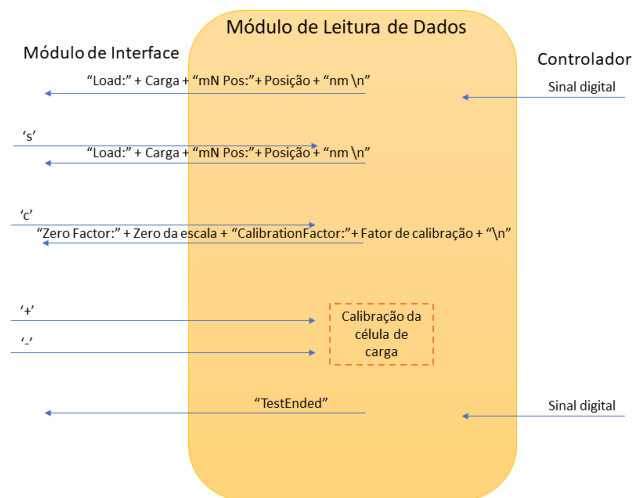 Módulo de Leitura de Dados
Módulo de Interface
Controlador
“Load:” + Carga + “mN Pos:”+ Posição + “nm \n”
Sinal digital
‘s’
“Load:” + Carga + “mN Pos:”+ Posição + “nm \n”
‘c’
“Zero Factor:” + Zero da escala + “CalibrationFactor:”+ Fator de calibração + “\n”
‘+’
‘-’
Calibração da
célula de
carga
“TestEnded”
Sinal digital